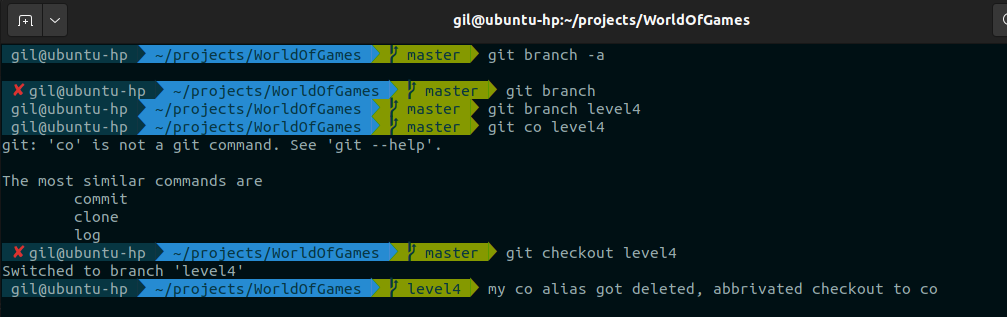 gil@ubuntu-hp:~/projects/WorldOfGames
gil@ubuntu-hp ~/projects/WorldOfGames master git branch -a
✘ gil@ubuntu-hp ~/projects/WorldOfGames master git branch
gil@ubuntu-hp ~/projects/WorldOfGames master git branch level4
gil@ubuntu-hp ~/projects/WorldOfGames master git co level4
git: 'co' is not a git command. See 'git --help'.
The most similar commands are
commit
clone
log
✘ gil@ubuntu-hp ~/projects/WorldOfGames master git checkout level4
Switched to branch 'level4'
gil@ubuntu-hp ~/projects/WorldOfGames level4 my co alias got deleted, abbrivated checkout to co